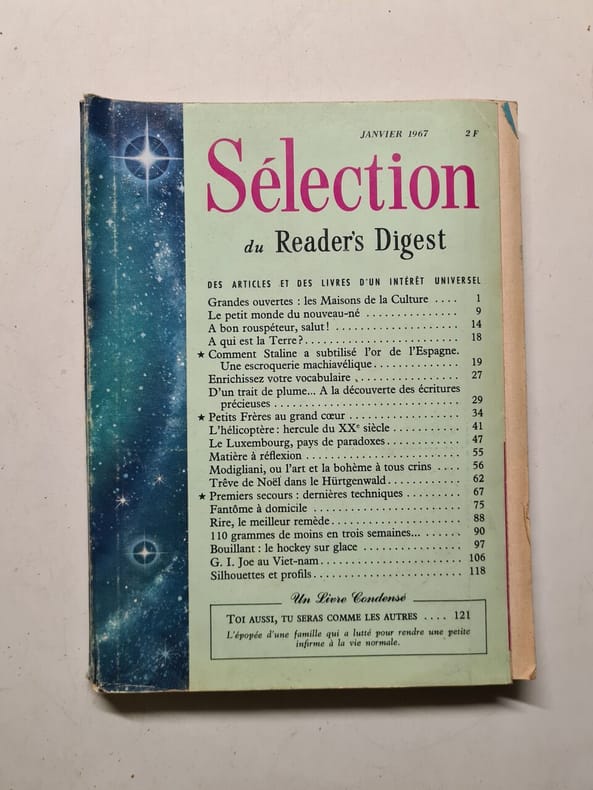 JANVIER 1967 2 F
Sélection
du Reader's Digest
DES ARTICLES ET DES LIVRES D'UN INTÉRÊT UNIVERSEL
Grandes ouvertes : les Maisons de la Culture .... 1
Le petit monde du nouveau-né .............. 9
A bon rouspéteur, salut ! .................. 14
A qui est la Terre? ....................... 18
★ Comment Staline a subtilisé l'or de l'Espagne.
Une escroquerie machiavélique ............. 19
Enrichissez votre vocabulaire ............... 27
D'un trait de plume... A la découverte des écritures
précieuses ............................ 29
★ Petits Frères au grand cœur ................ 34
L'hélicoptère : hercule du XXe siècle .......... 41
Le Luxembourg, pays de paradoxes ........... 47
Matière à réflexion ....................... 55
Modigliani, ou l'art et la bohème à tous crins .... 56
Trêve de Noël dans le Hürtgenwald ........... 62
★ Premiers secours : dernières techniques ........ 67
Fantôme à domicile ...................... 75
Rire, le meilleur remède ................... 88
110 grammes de moins en trois semaines... ...... 90
Bouillant : le hockey sur glace .............. 97
G. I. Joe au Viet-nam ..................... 106
Silhouettes et profils ...................... 118
Un Livre Condensé
TOI AUSSI, TU SERAS COMME LES AUTRES .... 121
L'épopée d'une famille qui a lutté pour rendre une petite
infirme à la vie normale.